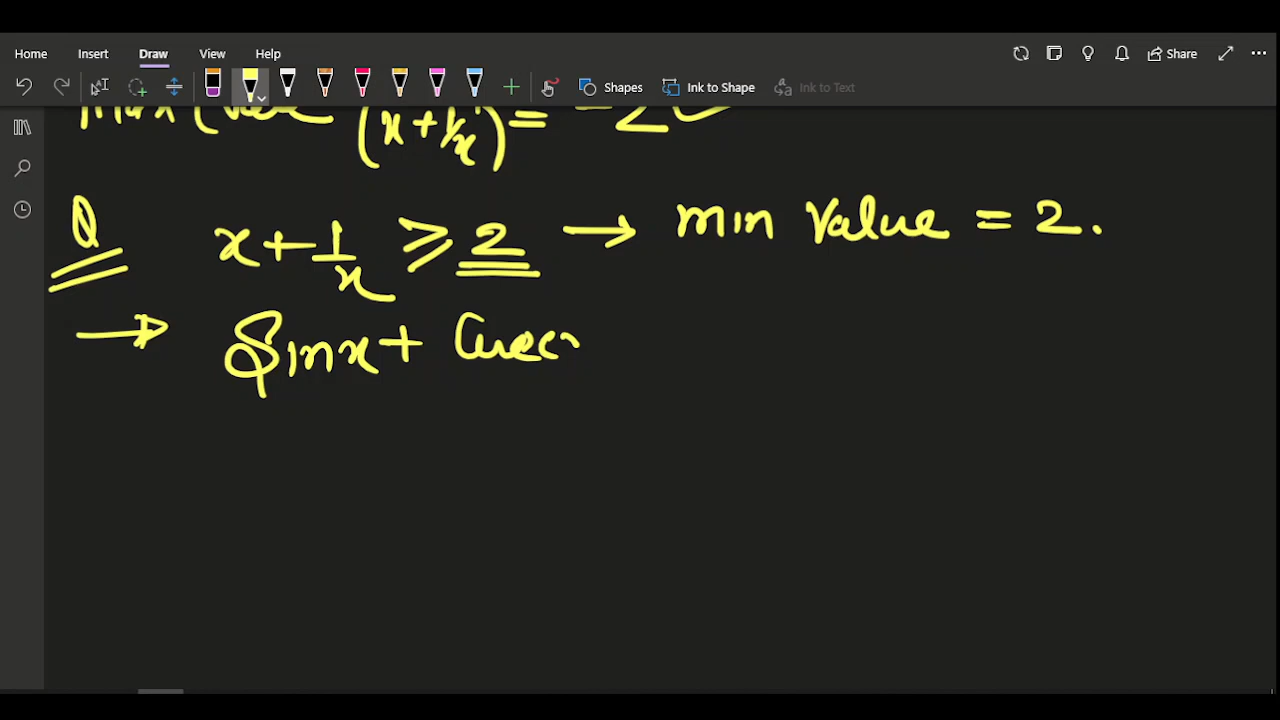 Home Insert Draw View Help Share
Shapes Ink to Shape Ink to Text
(x + 1/x) = -2
Q x + 1/x ⩾ 2 → min value = 2.
→ Sinx + Cosec